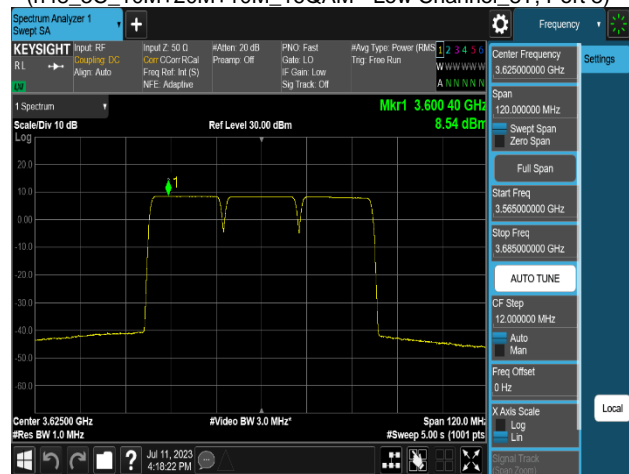 Spectrum Analyzer 1
Swept SA
Frequency
KEYSIGHT
RL
Input: RF
Coupling: DC
Align: Auto
Input Z: 50 Ω
Corr CCorr RCal
Freq Ref: Int (S)
NFE: Adaptive
#Atten: 20 dB
Preamp: Off
PNO: Fast
Gate: LO
IF Gain: Low
Sig Track: Off
#Avg Type: Power (RMS
Trig: Free Run
1 2 3 4 5 6
W W W W W W
A N N N N N
LW
1 Spectrum
Scale/Div 10 dB
Log
Ref Level 30.00 dBm
Mkr1 3.600 40 GHz
8.54 dBm
1
20.0
10.0
0.00
-10.0
-20.0
-30.0
-40.0
-50.0
-60.0
Center 3.62500 GHz
#Res BW 1.0 MHz
#Video BW 3.0 MHz*
Span 120.0 MHz
#Sweep 5.00 s (1001 pts
Jul 11, 2023
4:18:22 PM
Center Frequency
3.625000000 GHz
Span
120.000000 MHz
Swept Span
Zero Span
Full Span
Start Freq
3.565000000 GHz
Stop Freq
3.685000000 GHz
AUTO TUNE
CF Step
12.000000 MHz
Auto
Man
Freq Offset
0 Hz
X Axis Scale
Log
Lin
Signal Track
(Span Zoom)
Settings
Local